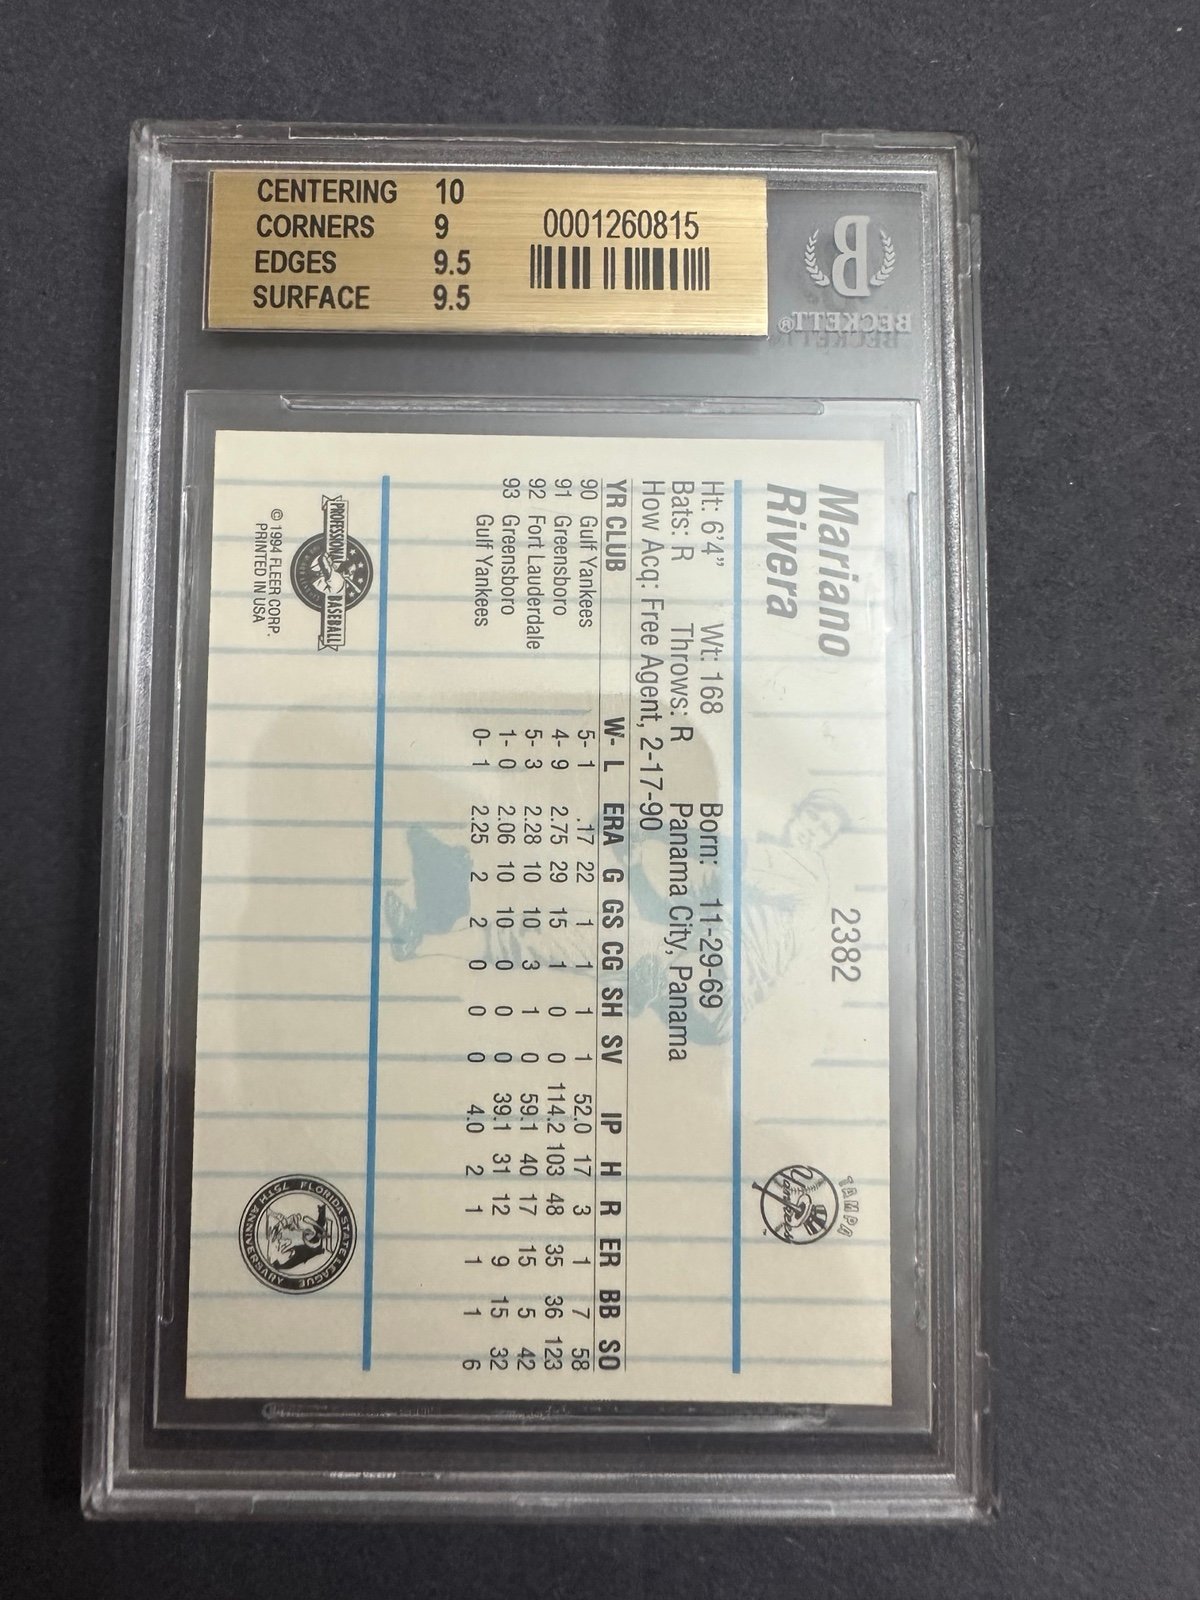 CENTERING 10
CORNERS 9
EDGES 9.5
SURFACE 9.5
0001260815
B
BECKETT®
Mariano
Rivera
2382
TAMPA
Yankees
Ht: 6'4" Wt: 168 Born: 11-29-69
Bats: R Throws: R Panama City, Panama
How Acq: Free Agent, 2-17-90
YR CLUB W- L ERA G GS CG SH SV IP H R ER BB SO
90 Gulf Yankees 5- 1 .17 22 1 1 1 1 52.0 17 3 1 7 58
91 Greensboro 4- 9 2.75 29 15 1 0 0 114.2 103 48 35 36 123
92 Fort Lauderdale 5- 3 2.28 10 10 3 1 0 59.1 40 17 15 5 42
93 Greensboro 1- 0 2.06 10 10 0 0 0 39.1 31 12 9 15 32
Gulf Yankees 0- 1 2.25 2 2 0 0 0 4.0 2 1 1 1 6
PROFESSIONAL BASEBALL
© 1994 FLEER CORP.
PRINTED IN USA
FLORIDA STATE LEAGUE
75TH ANNIVERSARY